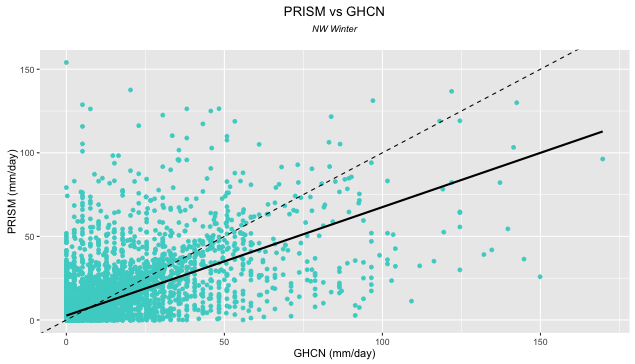 PRISM vs GHCN
NW Winter
PRISM (mm/day)
150
100
50
0
0
50
100
150
GHCN (mm/day)